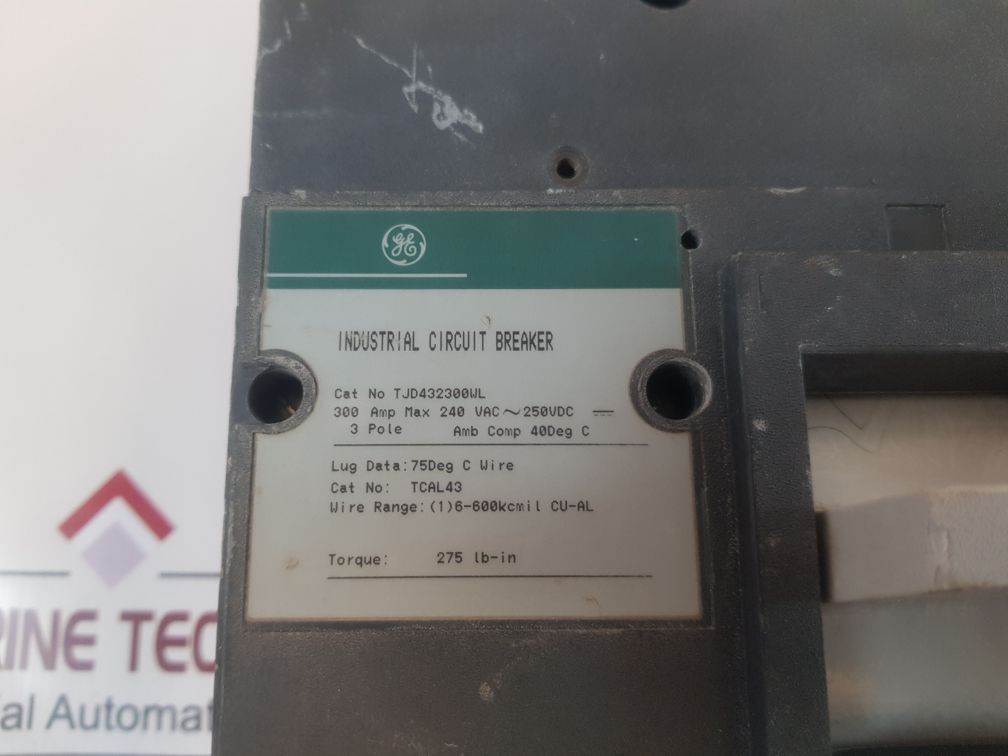 GE
INDUSTRIAL CIRCUIT BREAKER
Cat No TJD432300WL
300 Amp Max 240 VAC～250VDC ⎓
3 Pole Amb Comp 40Deg C
Lug Data:75Deg C Wire
Cat No: TCAL43
Wire Range:(1)6-600kcmil CU-AL
Torque: 275 lb-in
RINE TEC
al Automat